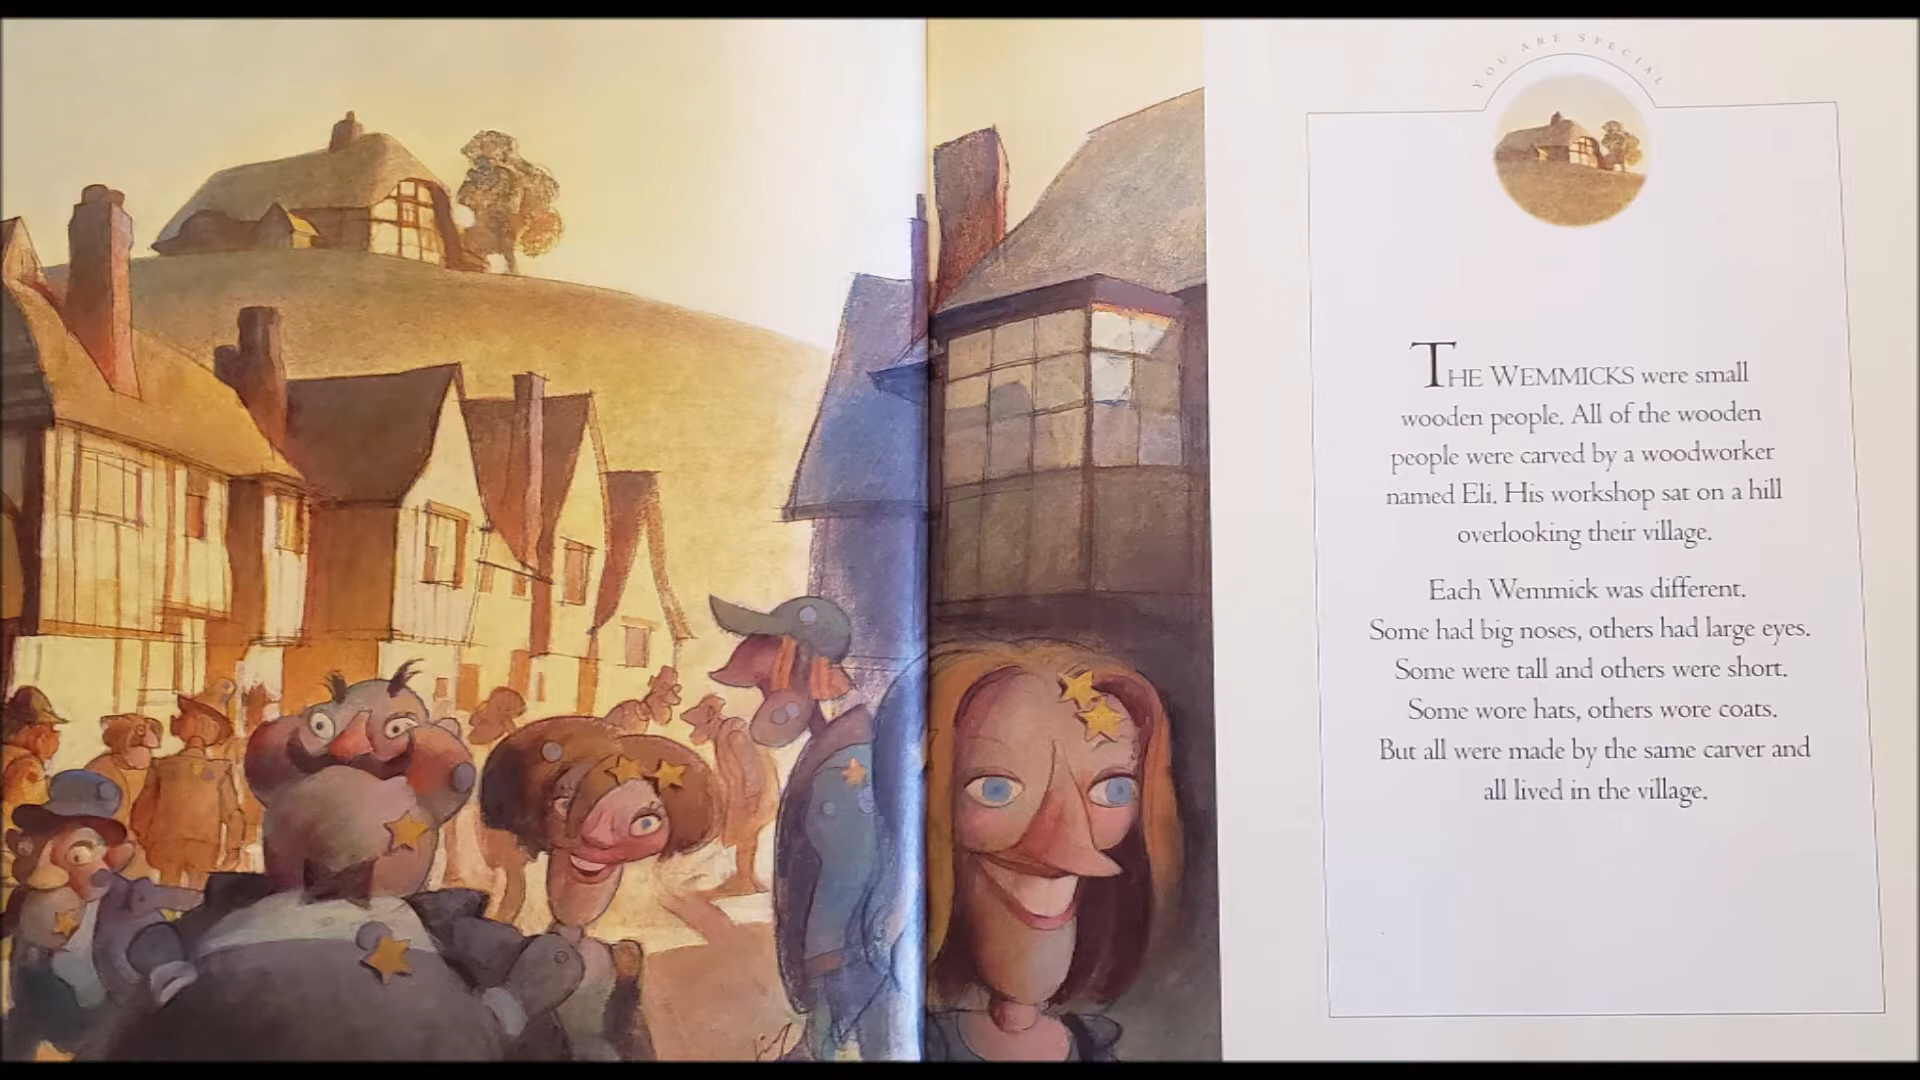 YOU ARE SPECIAL
THE WEMMICKS were small
wooden people. All of the wooden
people were carved by a woodworker
named Eli. His workshop sat on a hill
overlooking their village.
Each Wemmick was different.
Some had big noses, others had large eyes.
Some were tall and others were short.
Some wore hats, others wore coats.
But all were made by the same carver and
all lived in the village.